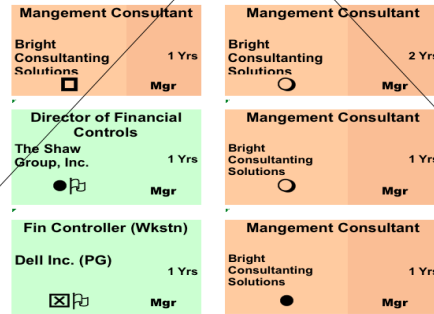 Mangement Consultant
Bright
Consultanting
Solutions
1 Yrs
Mgr
Mangement Consultant
Bright
Consultanting
Solutions
2 Yrs
Mgr
Director of Financial
Controls
The Shaw
Group, Inc.
1 Yrs
Mgr
Mangement Consultant
Bright
Consultanting
Solutions
1 Yrs
Mgr
Fin Controller (Wkstn)
Dell Inc. (PG)
1 Yrs
Mgr
Mangement Consultant
Bright
Consultanting
Solutions
1 Yrs
Mgr